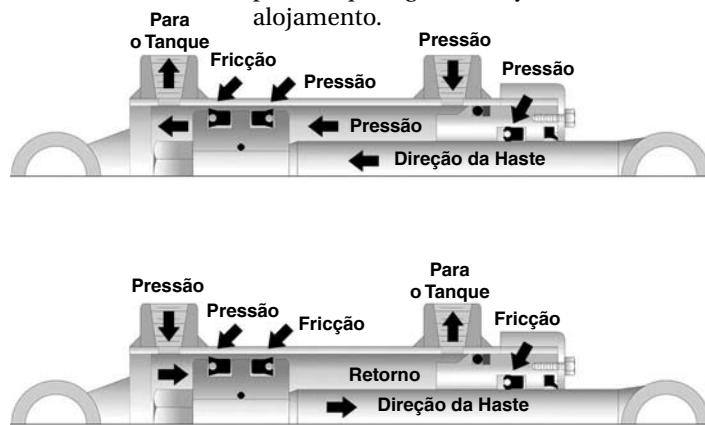 alojamento.
Para
o Tanque
Fricção
Pressão
Pressão
Pressão
Pressão
Direção da Haste
Pressão
Pressão
Fricção
Para
o Tanque
Fricção
Retorno
Direção da Haste